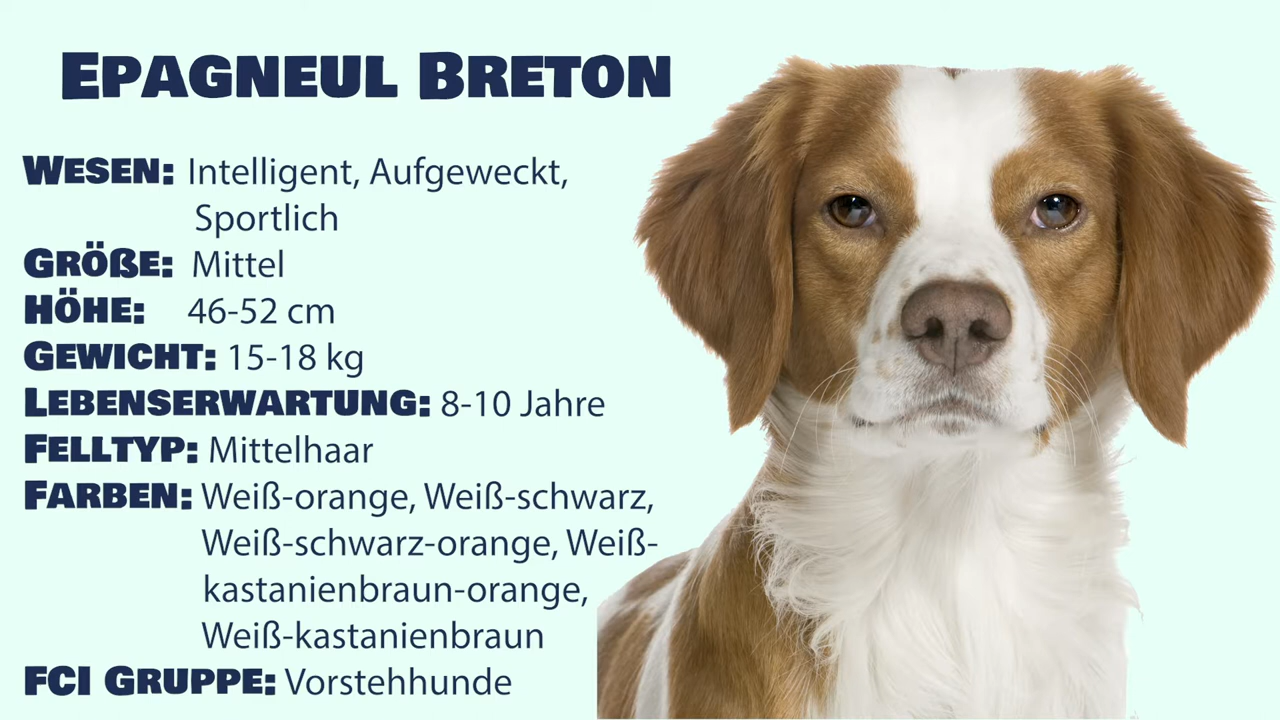 Epagneul Breton
Wesen: Intelligent, Aufgeweckt,
Sportlich
Größe: Mittel
Höhe: 46-52 cm
Gewicht: 15-18 kg
Lebenserwartung: 8-10 Jahre
Felltyp: Mittelhaar
Farben: Weiß-orange, Weiß-schwarz,
Weiß-schwarz-orange, Weiß-
kastanienbraun-orange,
Weiß-kastanienbraun
FCI Gruppe: Vorstehhunde